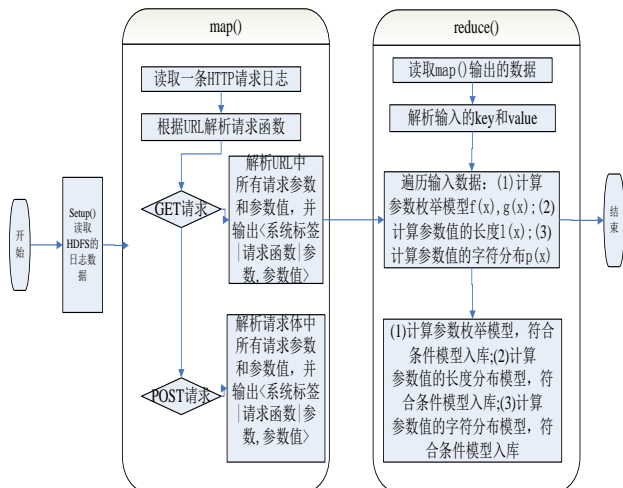 map()
读取一条HTTP请求日志
根据URL解析请求函数
GET请求
解析URL中
所有请求参数
和参数值，并
输出<系统标签
|请求函数|参
数,参数值>
POST请求
解析请求体中
所有请求参数
和参数值，并
输出<系统标签
|请求函数|参
数,参数值>
开
始
Setup()
读取
HDFS的
日志数
据
reduce()
读取map()输出的数据
解析输入的key和value
遍历输入数据：(1)计算
参数枚举模型f(x),g(x);(2)
计算参数值的长度l(x);(3)
计算参数值的字符分布p(x)
(1)计算参数枚举模型，符合
条件模型入库;(2)计算
参数值的长度分布模型，符
合条件模型入库;(3)计算
参数值的字符分布模型，符
合条件模型入库
结
束